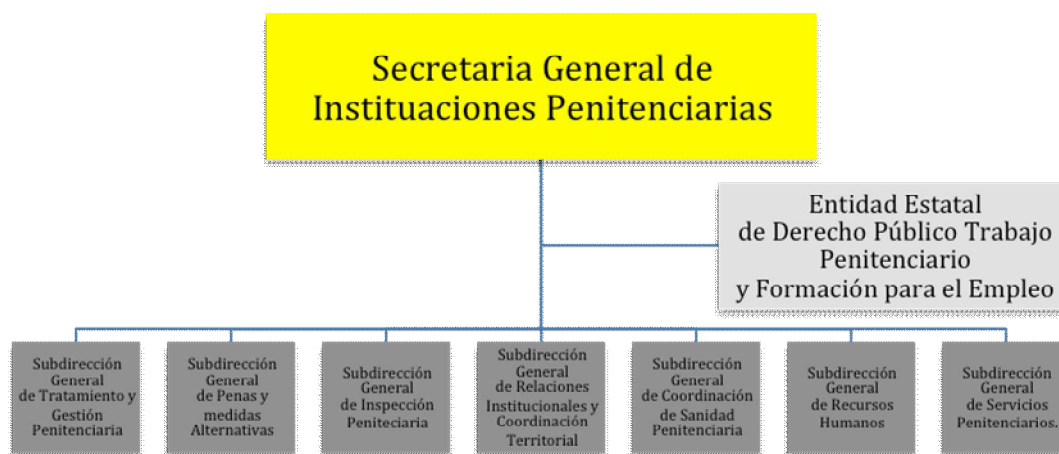 Secretaria General de
Instituaciones Penitenciarias
Entidad Estatal
de Derecho Público Trabajo
Penitenciario
y Formación para el Empleo
Subdirección
General
de Tratamiento y
Gestión
Penitenciaria
Subdirección
General
de Penas y
medidas
Alternativas
Subdirección
General
de Inspección
Peniteciaria
Subdirección
General
de Relaciones
Institucionales y
Coordinación
Territorial
Subdirección
General
de Coordinación
de Sanidad
Penitenciaria
Subdirección
General
de Recursos
Humanos
Subdirección
General
de Servicios
Penitenciarios.